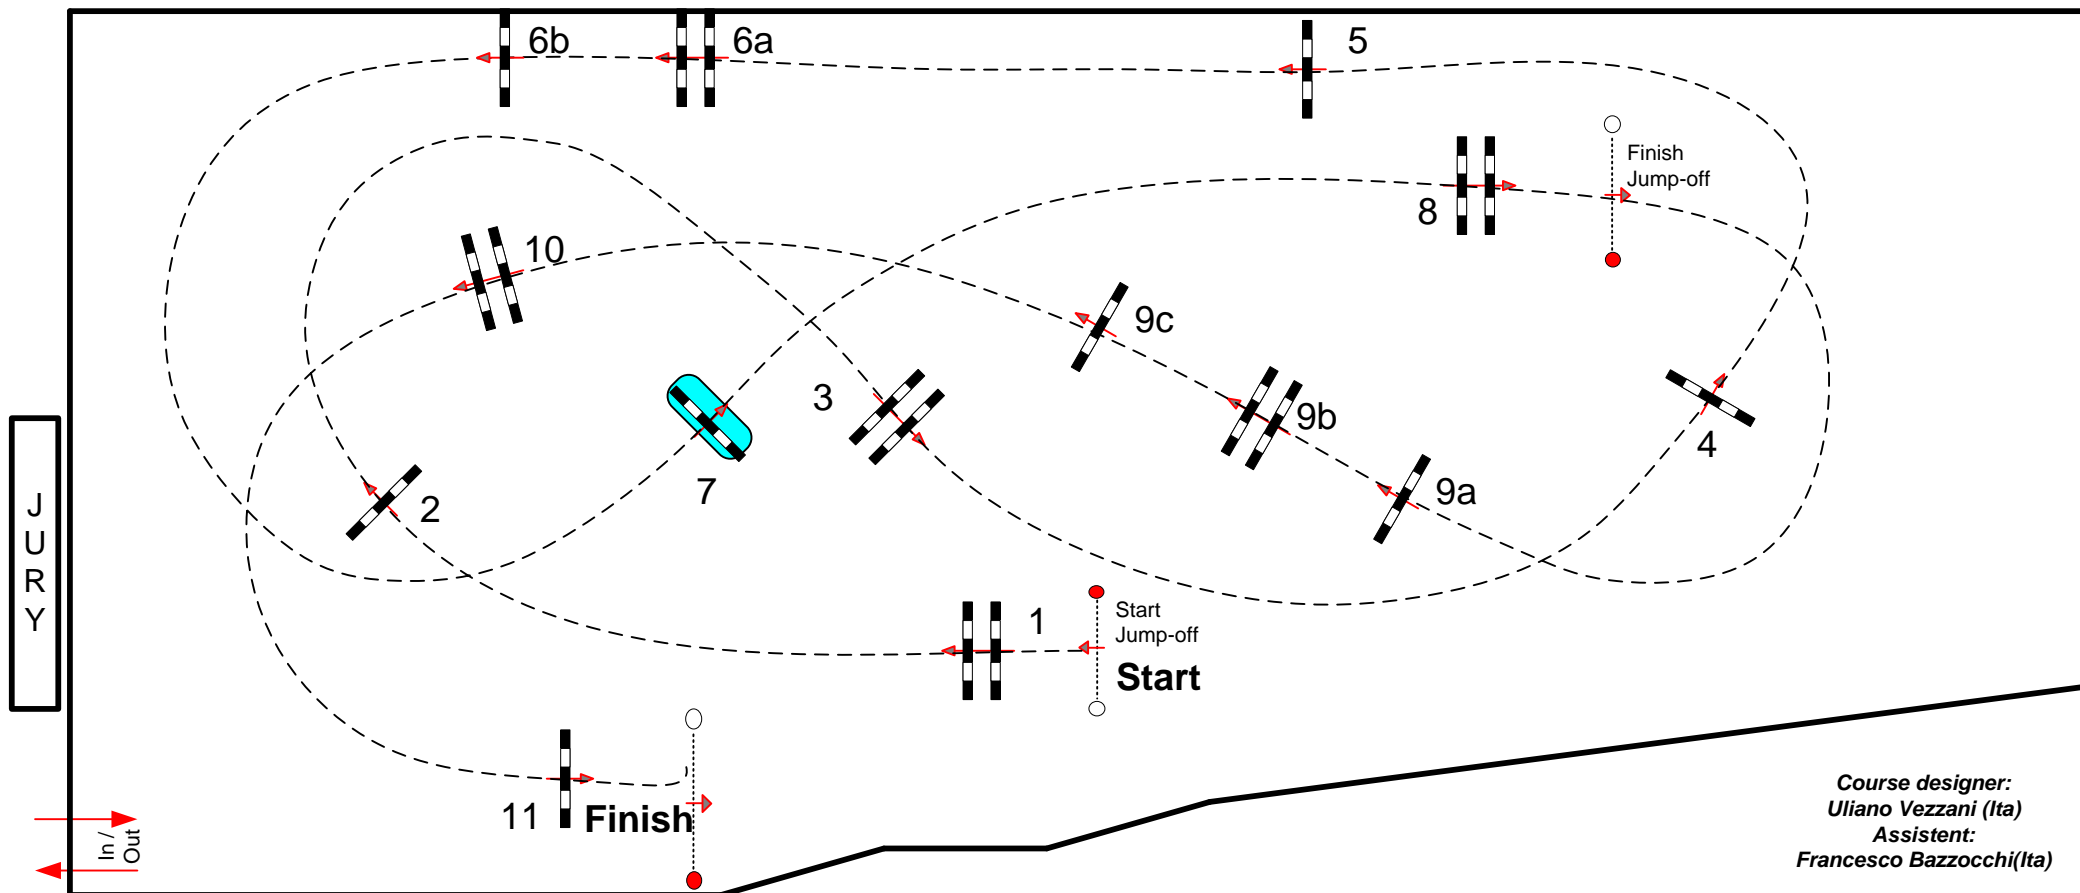 6b
6a
5
Finish
Jump-off
8
10
9c
3
9b
4
9a
7
2
J
U
R
Y
1
Start
Jump-off
Start
11
Finish
In /
Out
Course designer:
Uliano Vezzani (Ita)
Assistent:
Francesco Bazzocchi(Ita)